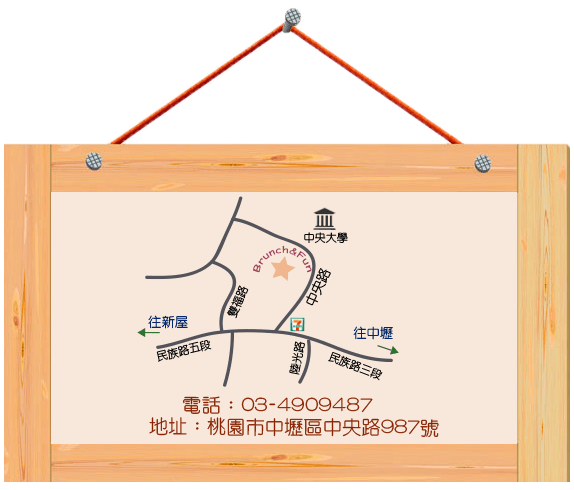 中央大學
Brunch&Fun
中央路
雙福路
7
往新屋
往中壢
民族路五段
陸光路
民族路三段
電話：03-4909487
地址：桃園市中壢區中央路987號